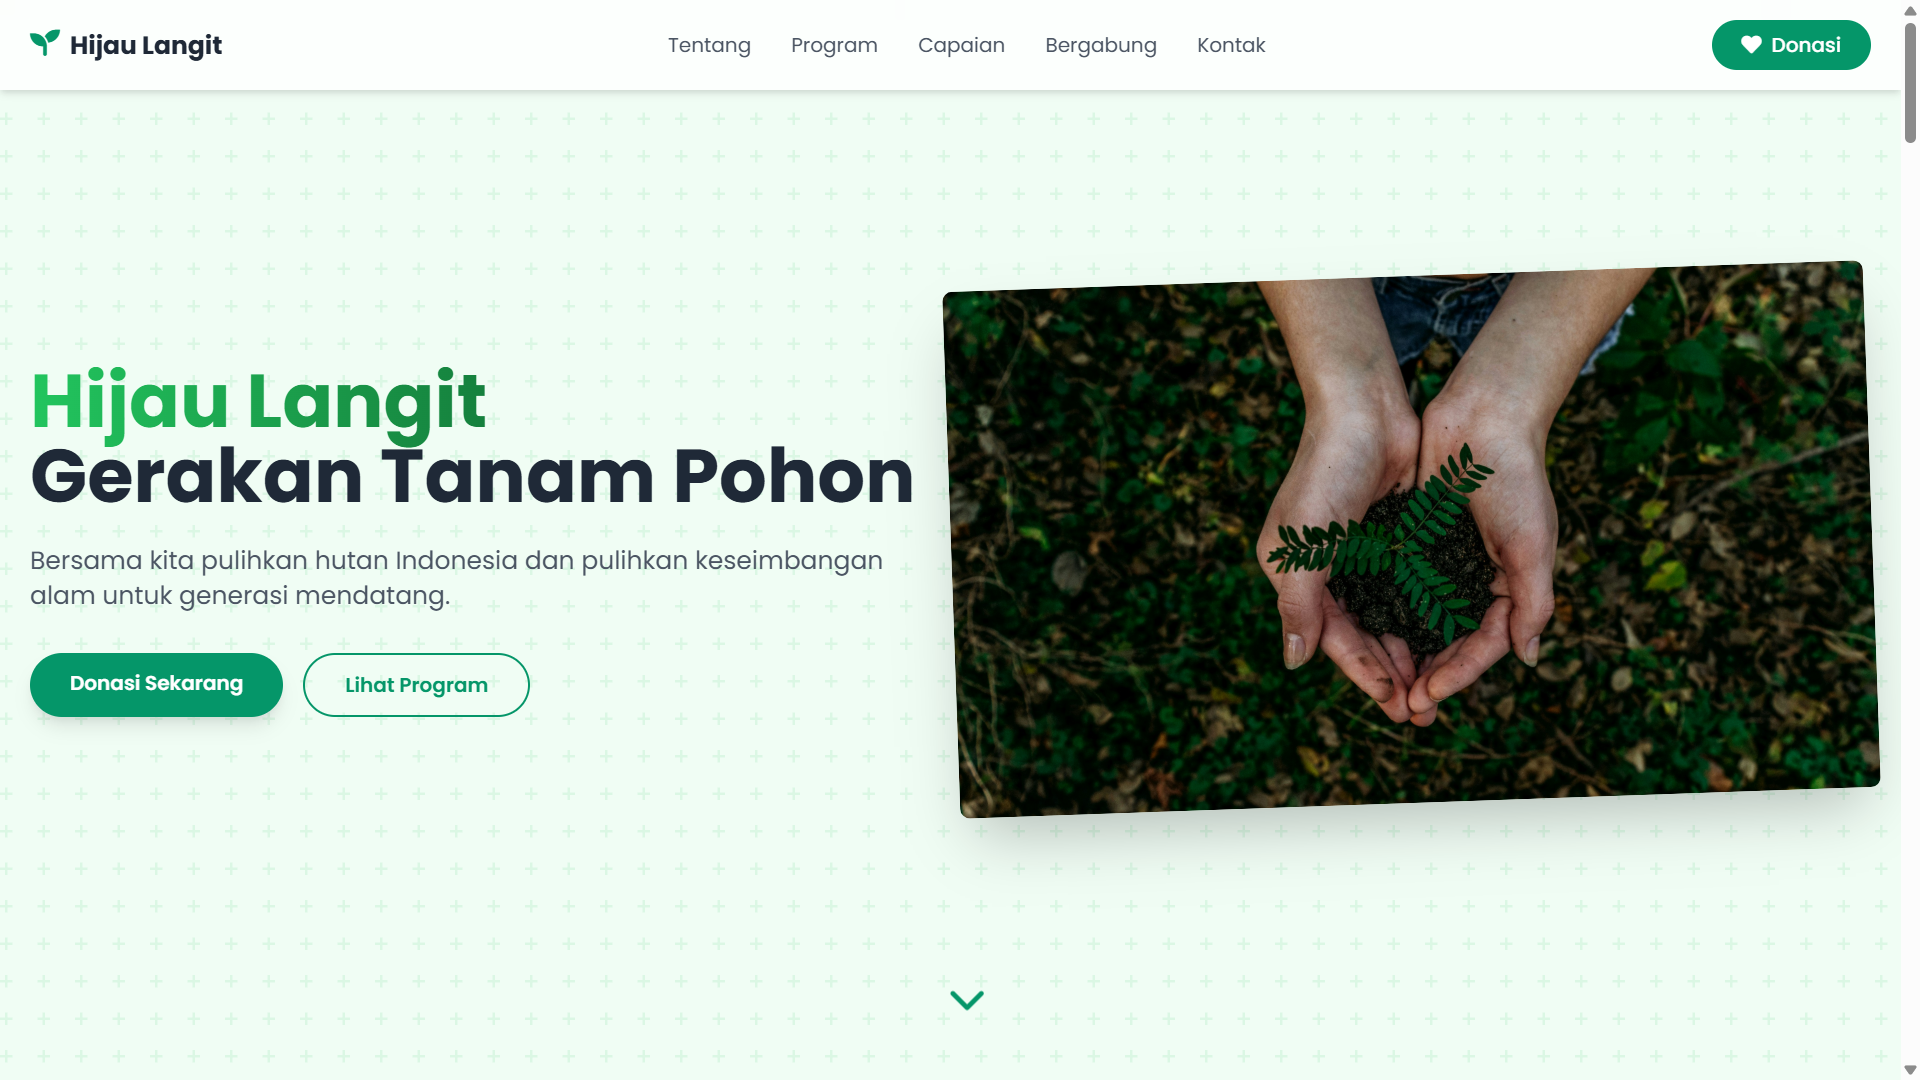 Hijau Langit
Tentang
Program
Capaian
Bergabung
Kontak
Donasi
Hijau Langit
Gerakan Tanam Pohon
Bersama kita pulihkan hutan Indonesia dan pulihkan keseimbangan
alam untuk generasi mendatang.
Donasi Sekarang
Lihat Program